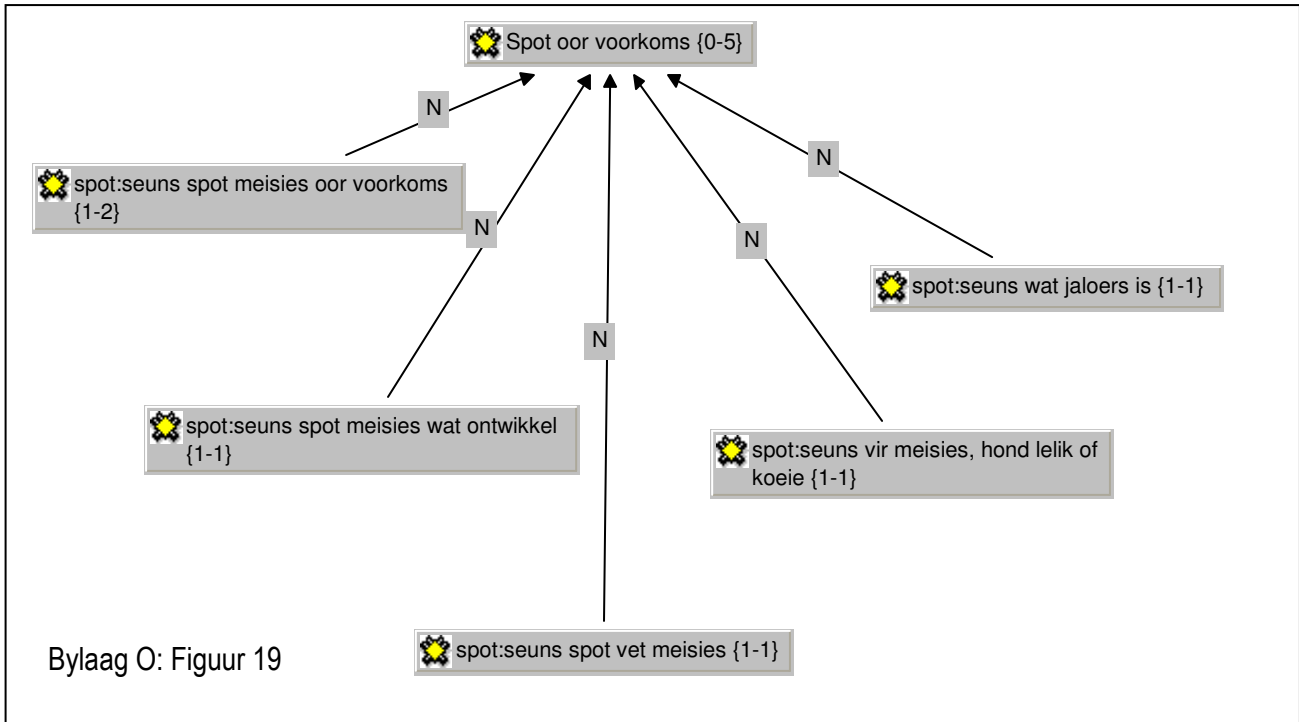 Spot oor voorkoms {0-5}
N
N
spot:seuns spot meisies oor voorkoms
{1-2}
N
N
spot:seuns wat jaloers is {1-1}
N
spot:seuns spot meisies wat ontwikkel
{1-1}
spot:seuns vir meisies, hond lelik of
koeie {1-1}
spot:seuns spot vet meisies {1-1}
Bylaag O: Figuur 19